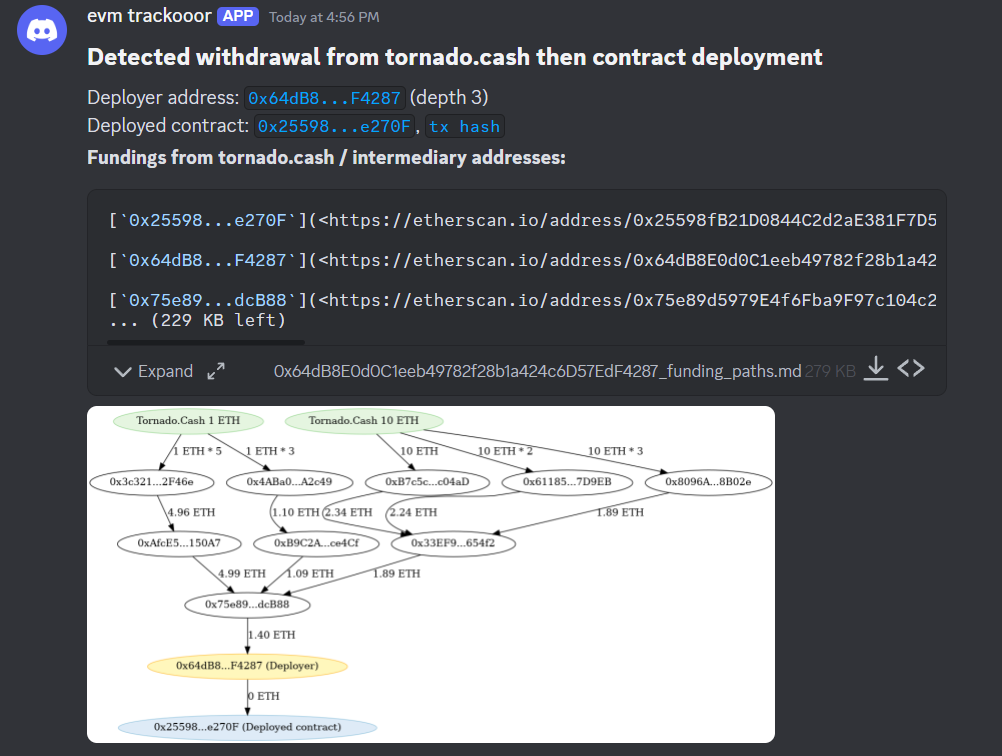 evm trackooor APP Today at 4:56 PM
Detected withdrawal from tornado.cash then contract deployment
Deployer address: 0x64dB8...F4287 (depth 3)
Deployed contract: 0x25598...e270F, tx hash
Fundings from tornado.cash / intermediary addresses:
[`0x25598...e270F`](<https://etherscan.io/address/0x25598fB21D0844C2d2aE381F7D5
[`0x64dB8...F4287`](<https://etherscan.io/address/0x64dB8E0d0C1eeb49782f28b1a42
[`0x75e89...dcB88`](<https://etherscan.io/address/0x75e89d5979E4f6Fba9F97c104c2
... (229 KB left)
Expand 0x64dB8E0d0C1eeb49782f28b1a424c6D57EdF4287_funding_paths.md 279 KB
Tornado.Cash 1 ETH Tornado.Cash 10 ETH
1 ETH * 5 1 ETH * 3 10 ETH 10 ETH * 2 10 ETH * 3
0x3c321...2F46e 0x4ABa0...A2c49 0xB7c5c...c04aD 0x61185...7D9EB 0x8096A...8B02e
4.96 ETH 1.10 ETH 2.34 ETH 2.24 ETH 1.89 ETH
0xAfcE5...150A7 0xB9C2A...ce4Cf 0x33EF9...654f2
4.99 ETH 1.09 ETH 1.89 ETH
0x75e89...dcB88
1.40 ETH
0x64dB8...F4287 (Deployer)
0 ETH
0x25598...e270F (Deployed contract)